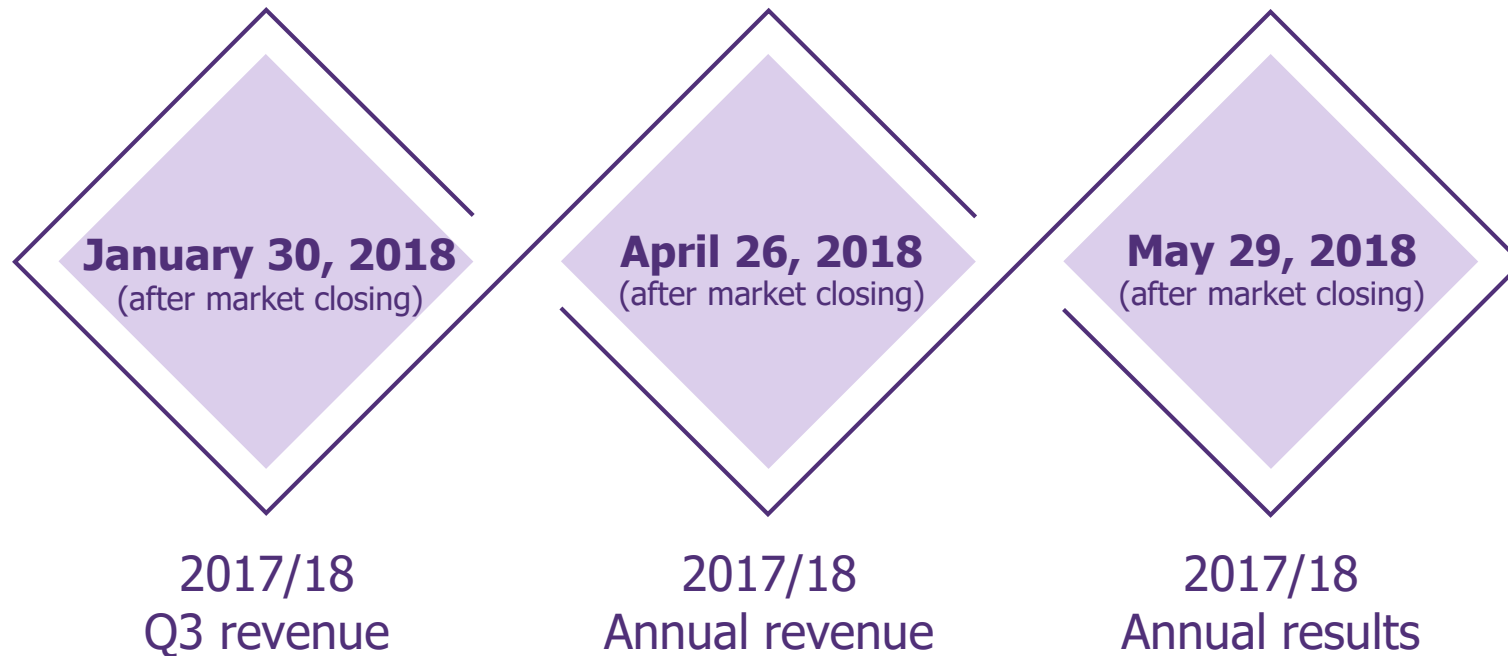 January 30, 2018
(after market closing)
2017/18
Q3 revenue
April 26, 2018
(after market closing)
2017/18
Annual revenue
May 29, 2018
(after market closing)
2017/18
Annual results